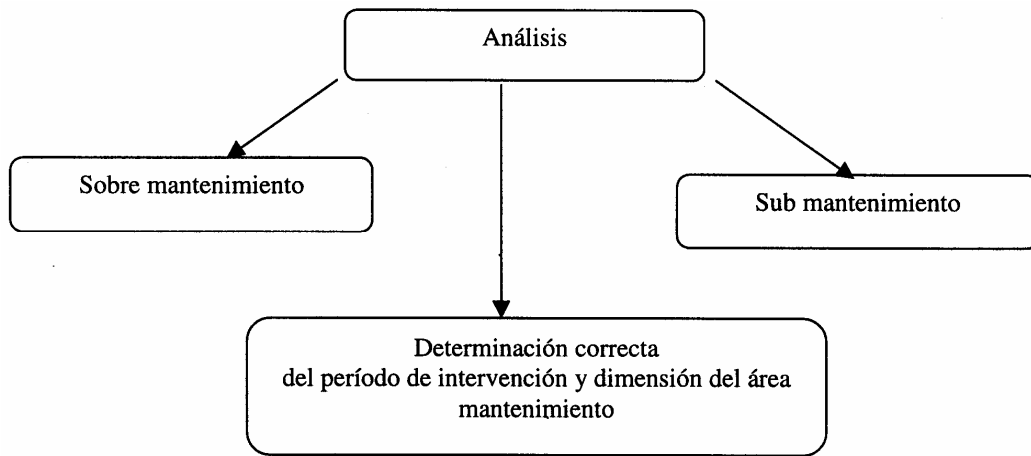 Análisis
Sobre mantenimiento
Sub mantenimiento
Determinación correcta
del período de intervención y dimensión del área
mantenimiento